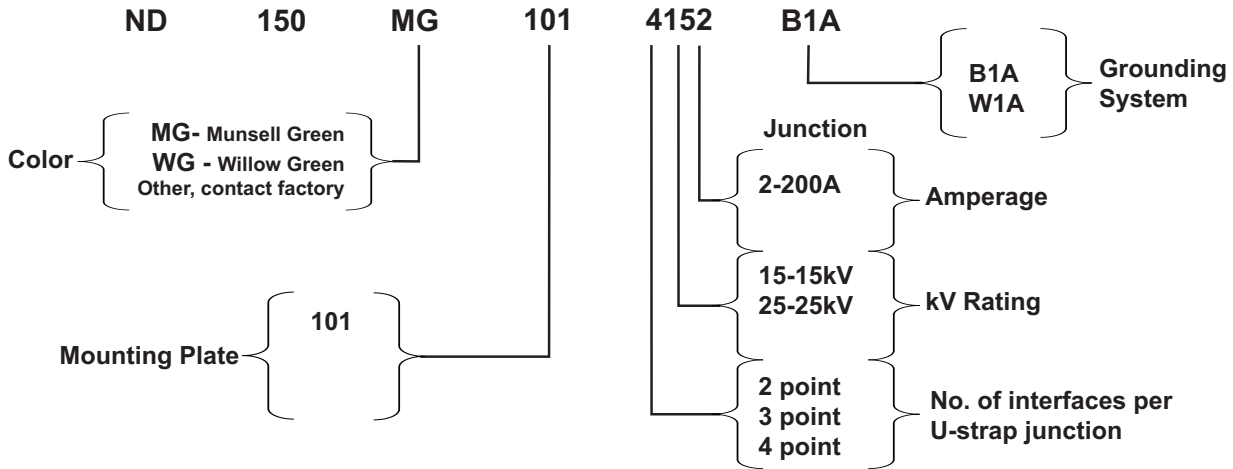 ND 150 MG 101 4152 B1A
Color
MG- Munsell Green
WG - Willow Green
Other, contact factory
Mounting Plate
101
B1A
W1A
Grounding
System
Junction
2-200A
Amperage
15-15kV
25-25kV
kV Rating
2 point
3 point
4 point
No. of interfaces per
U-strap junction